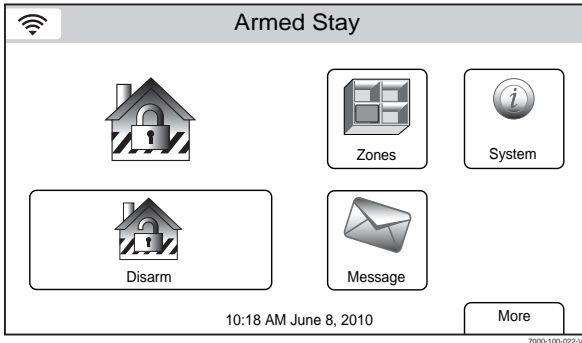 Armed Stay
Zones
System
Disarm
Message
10:18 AM June 8, 2010
More